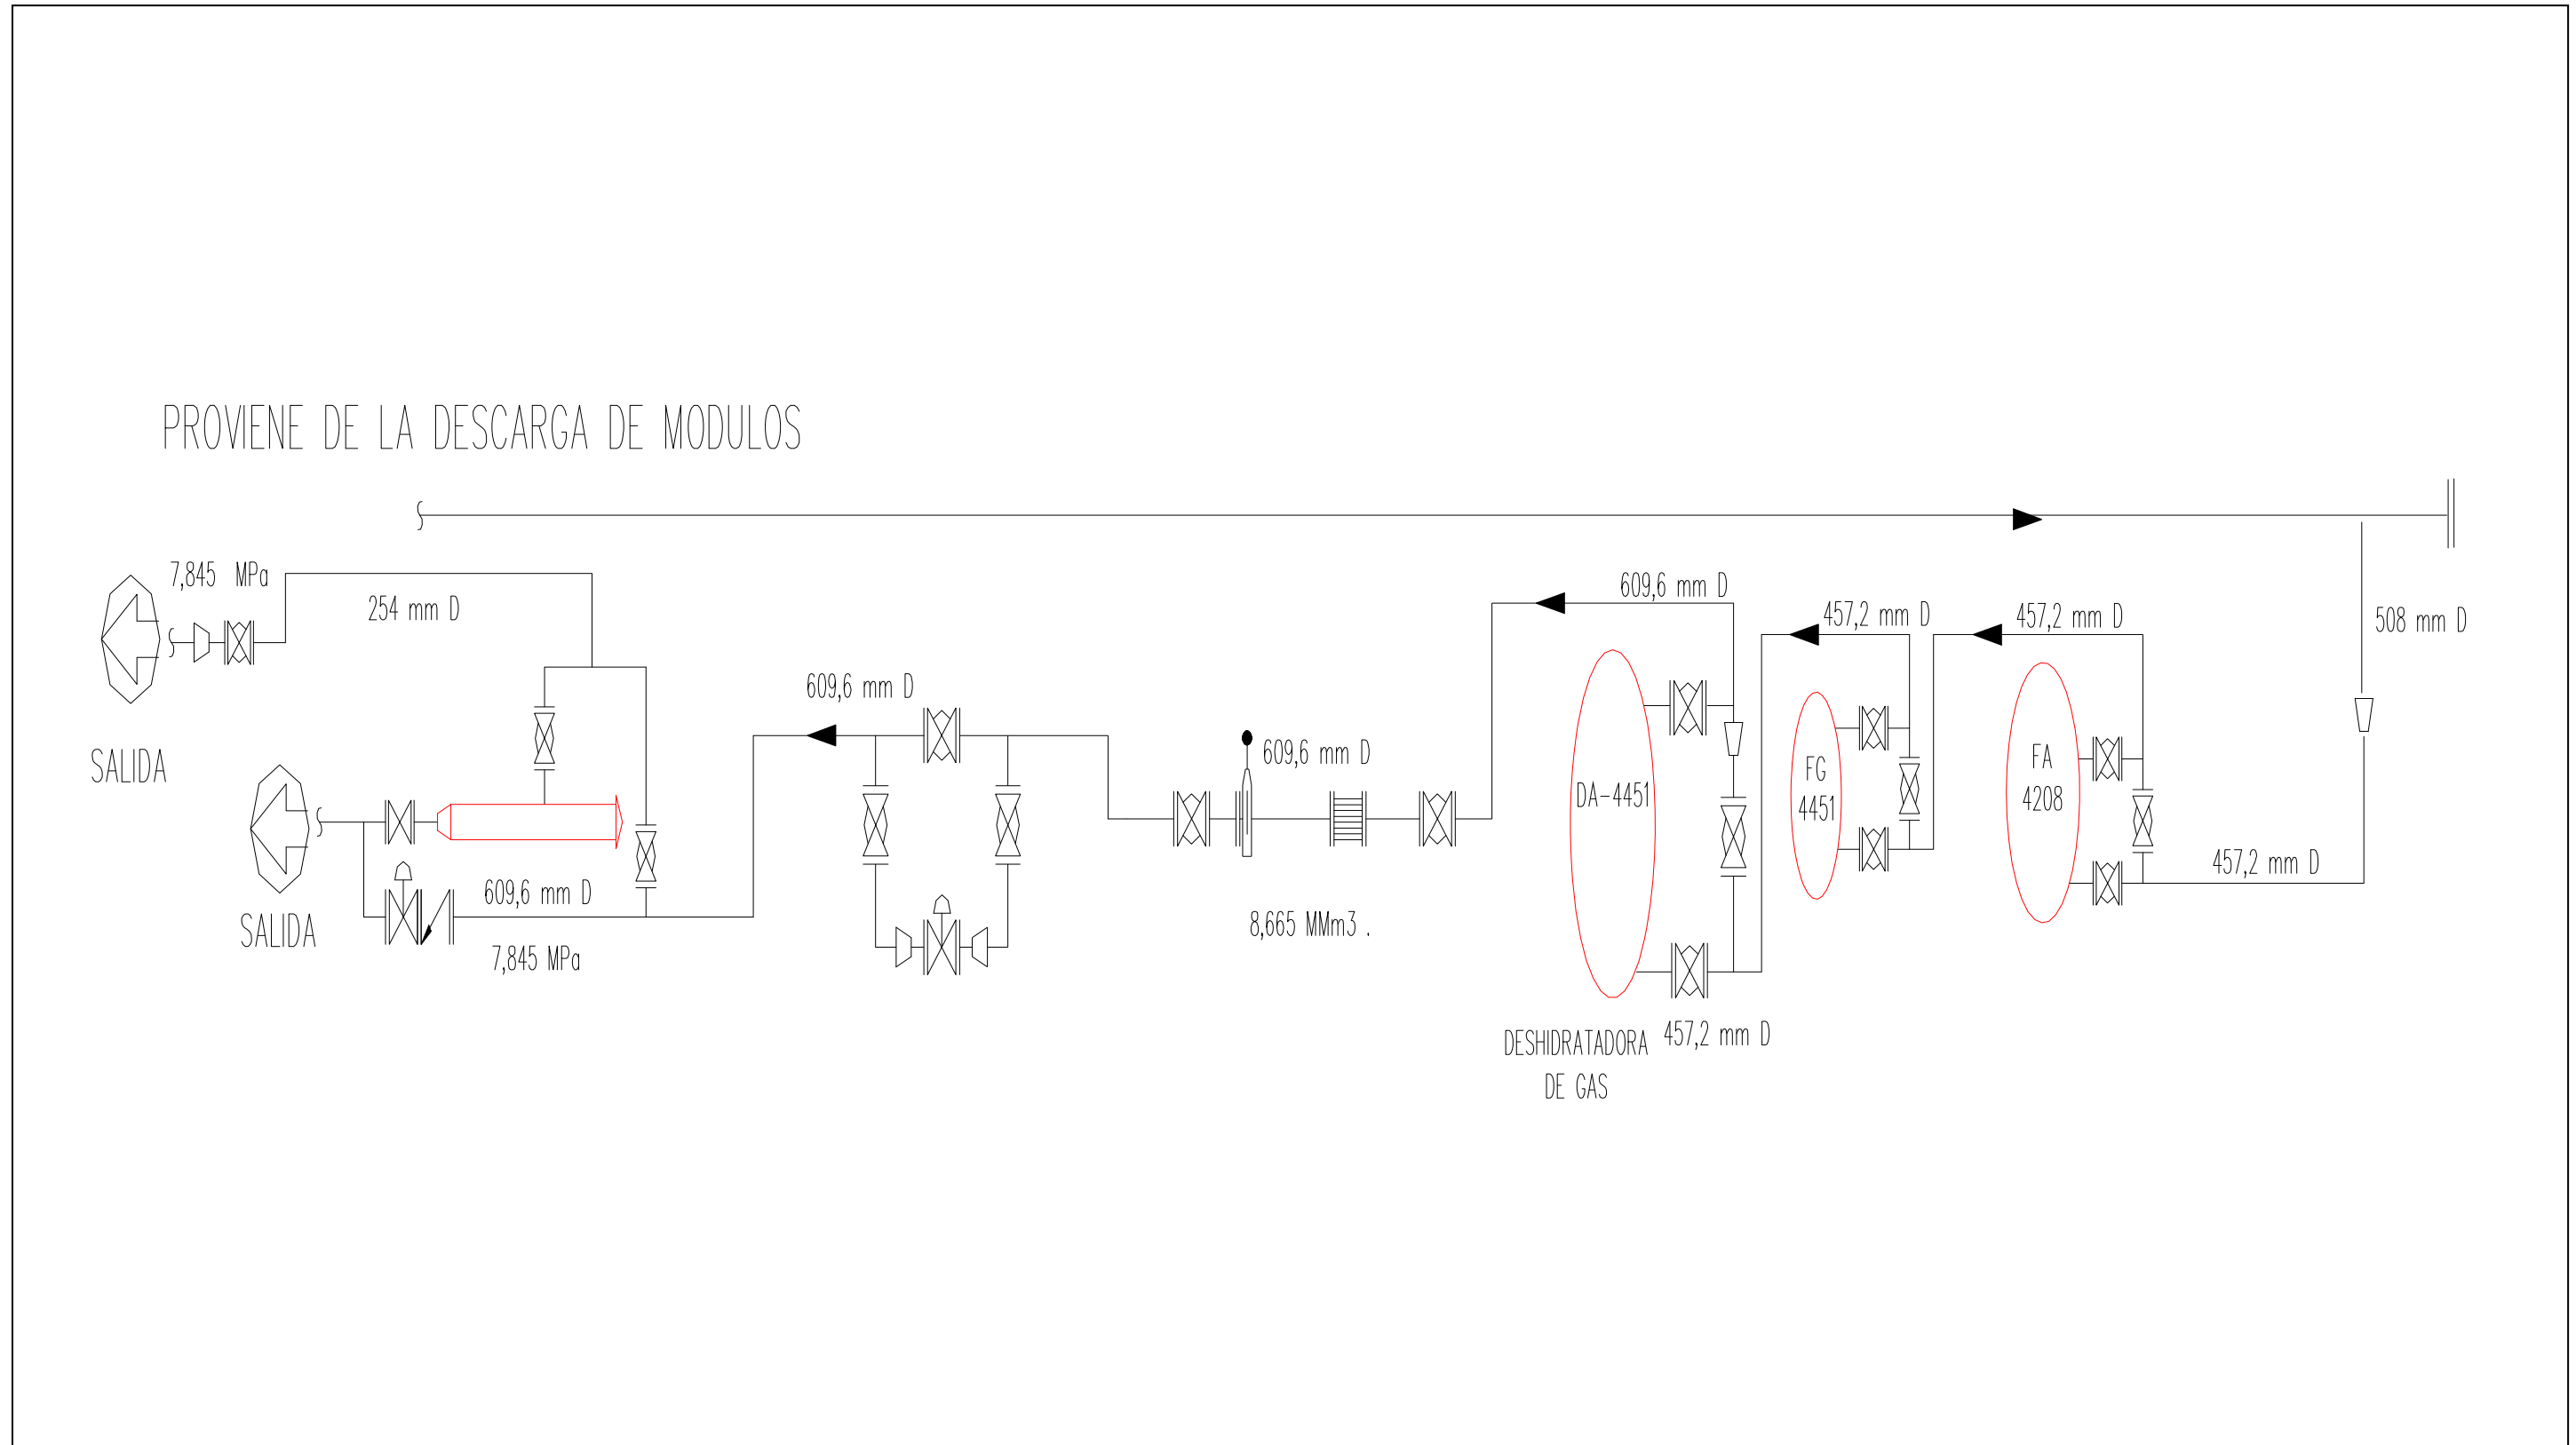 PROVIENE DE LA DESCARGA DE MODULOS
7,845 MPa
254 mm D
SALIDA
SALIDA
609,6 mm D
7,845 MPa
609,6 mm D
609,6 mm D
8,665 MMm3 .
609,6 mm D
DA-4451
DESHIDRATADORA
DE GAS
457,2 mm D
457,2 mm D
FG
4451
457,2 mm D
FA
4208
457,2 mm D
508 mm D